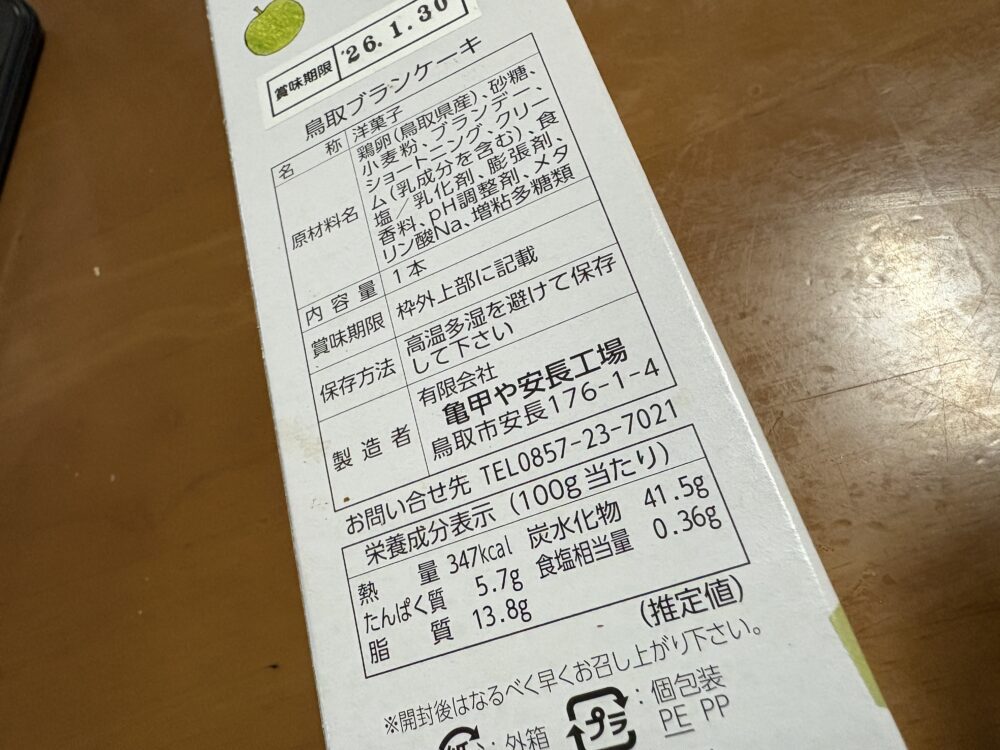 賞味期限 '26.1.30
鳥取ブランケーキ
名称 洋菓子
原材料名 鶏卵(鳥取県産)、砂糖、
小麦粉、ブランデー、
ショートニング、クリー
ム(乳成分を含む)、食
塩/乳化剤、膨張剤、
香料、pH調整剤、メタ
リン酸Na、増粘多糖類
内容量 1本
賞味期限 枠外上部に記載
保存方法 高温多湿を避けて保存
して下さい
製造者 有限会社
亀甲や安長工場
鳥取市安長176-1-4
お問い合せ先 TEL0857-23-7021
栄養成分表示(100g当たり)
熱量 347kcal 炭水化物 41.5g
たんぱく質 5.7g 食塩相当量 0.36g
脂質 13.8g
(推定値)
※開封後はなるべく早くお召し上がり下さい。
紙:外箱 プラ:個包装
PE PP